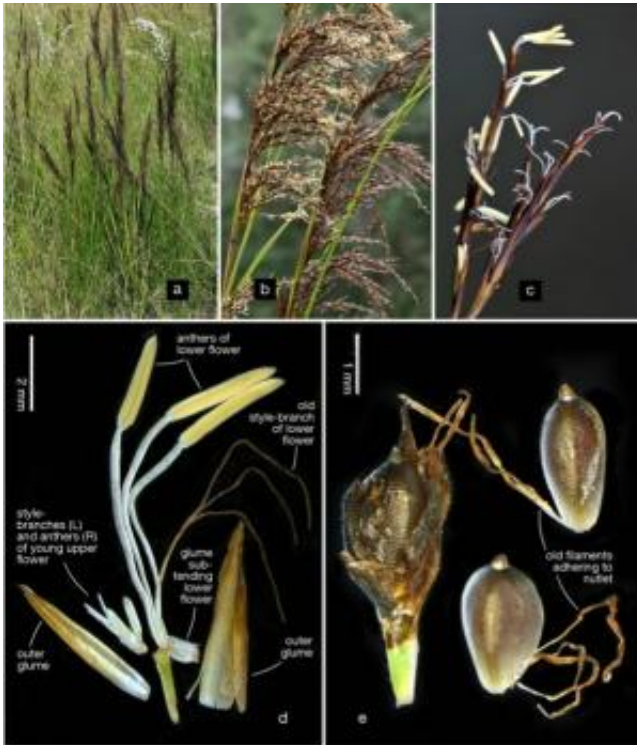 a
b
c
2 mm
anthers of
lower flower
old
style-branch
of lower
flower
style-
branches (L)
and anthers (R)
of young upper
flower
glume
sub-
tending
lower
flower
outer
glume
outer
glume
d
1 mm
old filaments
adhering to
nutlet
e